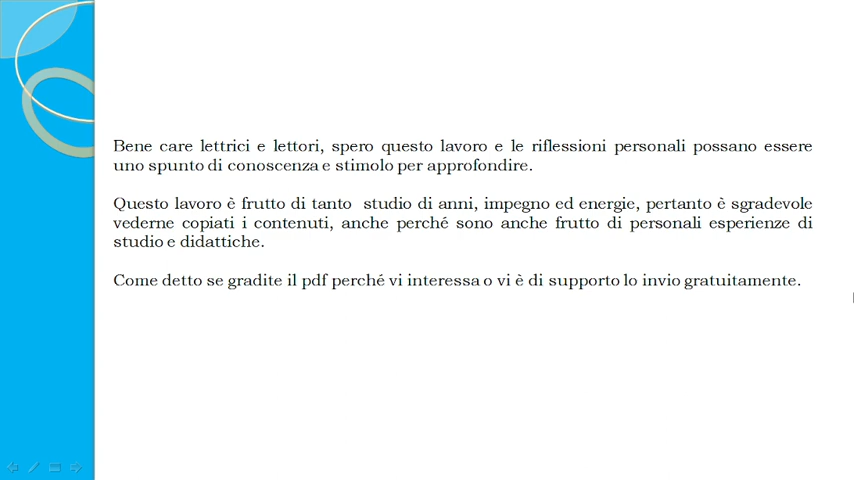 Bene care lettrici e lettori, spero questo lavoro e le riflessioni personali possano essere
uno spunto di conoscenza e stimolo per approfondire.
Questo lavoro è frutto di tanto studio di anni, impegno ed energie, pertanto è sgradevole
vederne copiati i contenuti, anche perché sono anche frutto di personali esperienze di
studio e didattiche.
Come detto se gradite il pdf perché vi interessa o vi è di supporto lo invio gratuitamente.